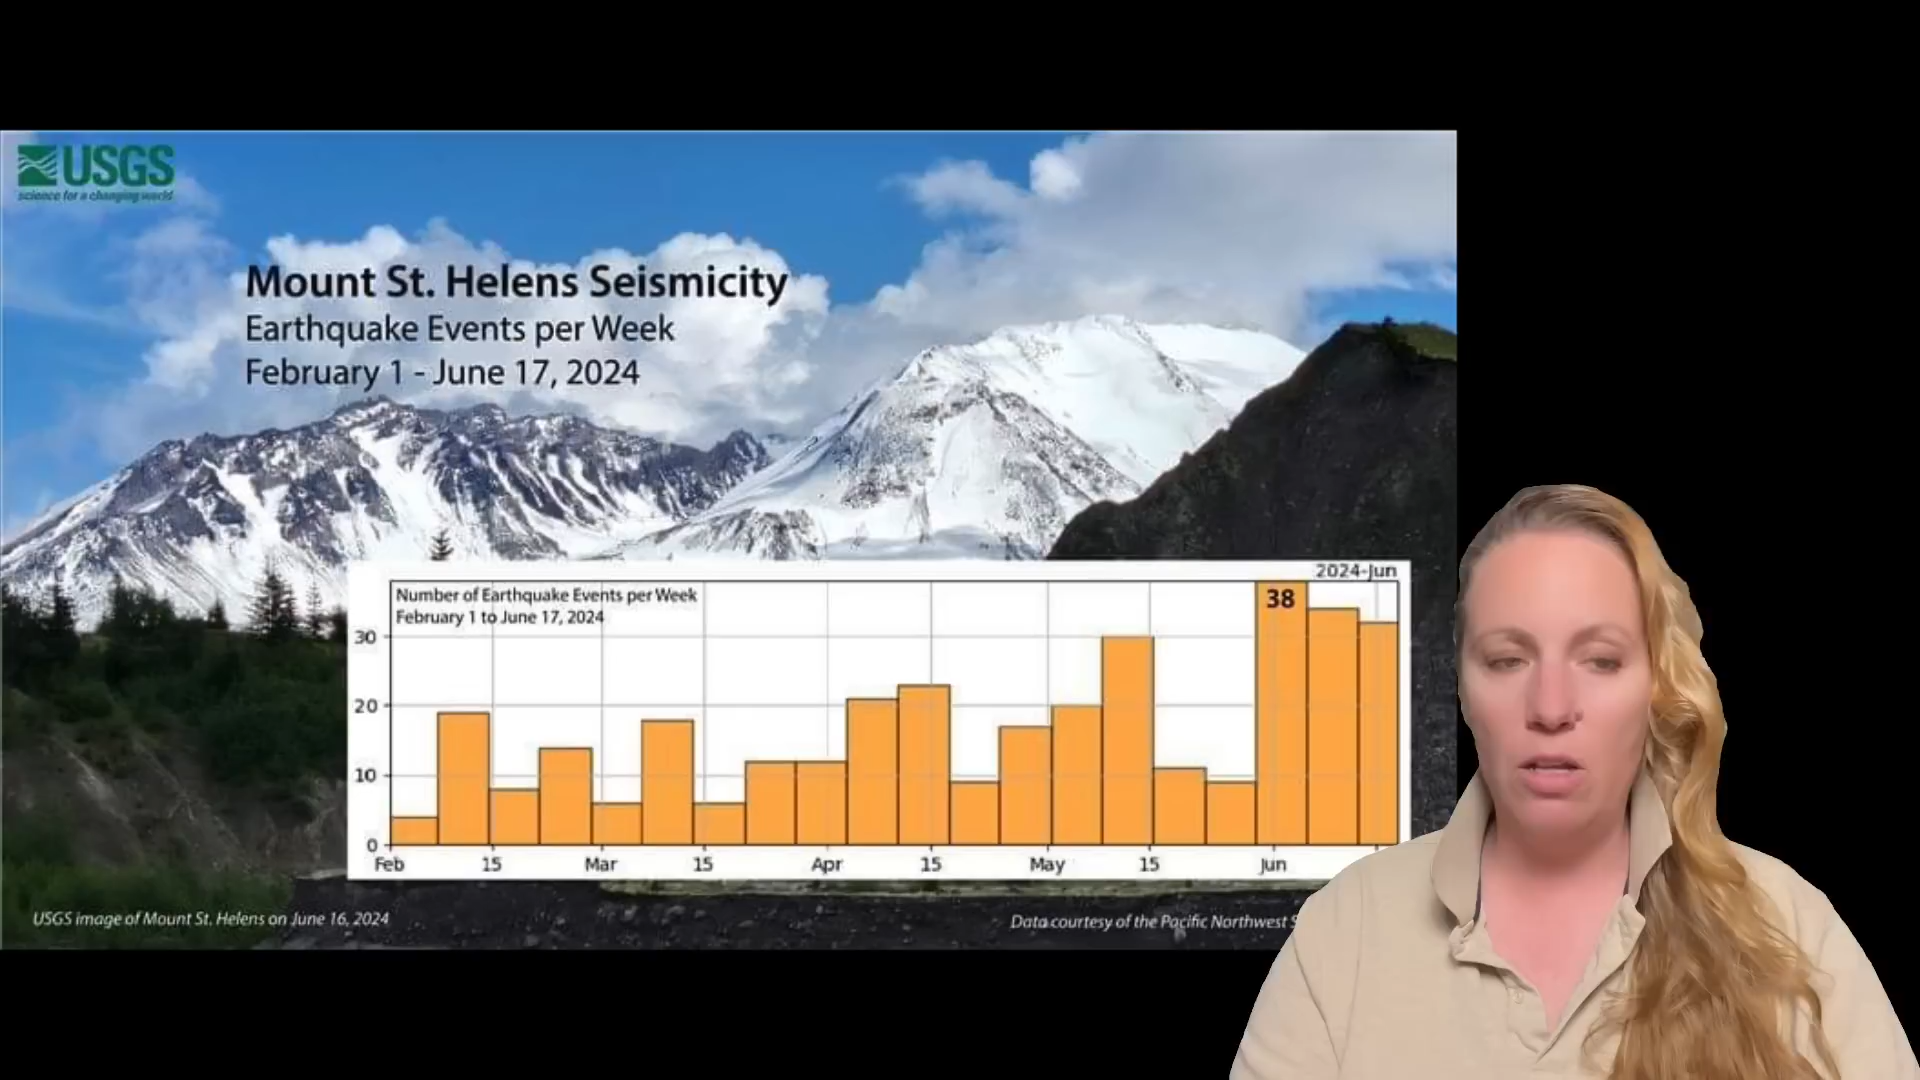 USGS
science for a changing world
Mount St. Helens Seismicity
Earthquake Events per Week
February 1 - June 17, 2024
2024-Jun
Number of Earthquake Events per Week
February 1 to June 17, 2024
38
30
20
10
0
Feb 15 Mar 15 Apr 15 May 15 Jun
USGS image of Mount St. Helens on June 16, 2024
Data courtesy of the Pacific Northwest